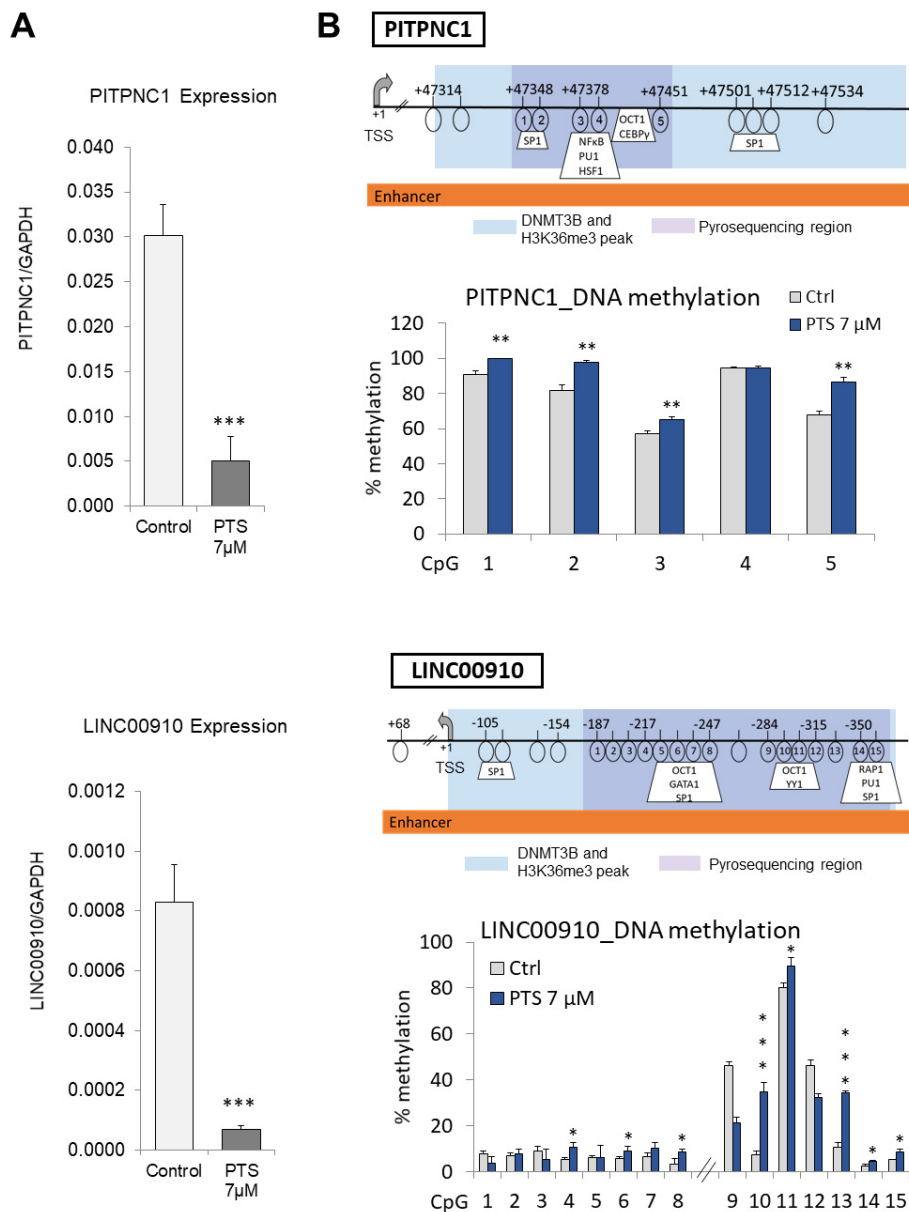 A
PITPNC1 Expression
PITPNC1/GAPDH
0.040
0.035
0.030
0.025
0.020
0.015
0.010
0.005
0.000
***
Control
PTS
7µM
B
PITPNC1
+47314
+47348
+47378
+47451
+47501
+47512
+47534
+1
TSS
1
2
3
4
5
SP1
NFκB
PU1
HSF1
OCT1
CEBPγ
SP1
Enhancer
DNMT3B and
H3K36me3 peak
Pyrosequencing region
PITPNC1_DNA methylation
Ctrl
PTS 7 µM
% methylation
120
100
80
60
40
20
0
**
**
**
**
CpG 1 2 3 4 5
LINC00910 Expression
LINC00910/GAPDH
0.0012
0.0010
0.0008
0.0006
0.0004
0.0002
0.0000
***
Control
PTS
7µM
LINC00910
+68
+1
TSS
-105
-154
-187
-217
-247
-284
-315
-350
1 2 3 4 5 6 7 8 9 10 11 12 13 14 15
SP1
OCT1
GATA1
SP1
OCT1
YY1
RAP1
PU1
SP1
Enhancer
DNMT3B and
H3K36me3 peak
Pyrosequencing region
LINC00910_DNA methylation
Ctrl
PTS 7 µM
% methylation
100
80
60
40
20
0
*
*
*
***
*
***
*
*
CpG 1 2 3 4 5 6 7 8 9 10 11 12 13 14 15